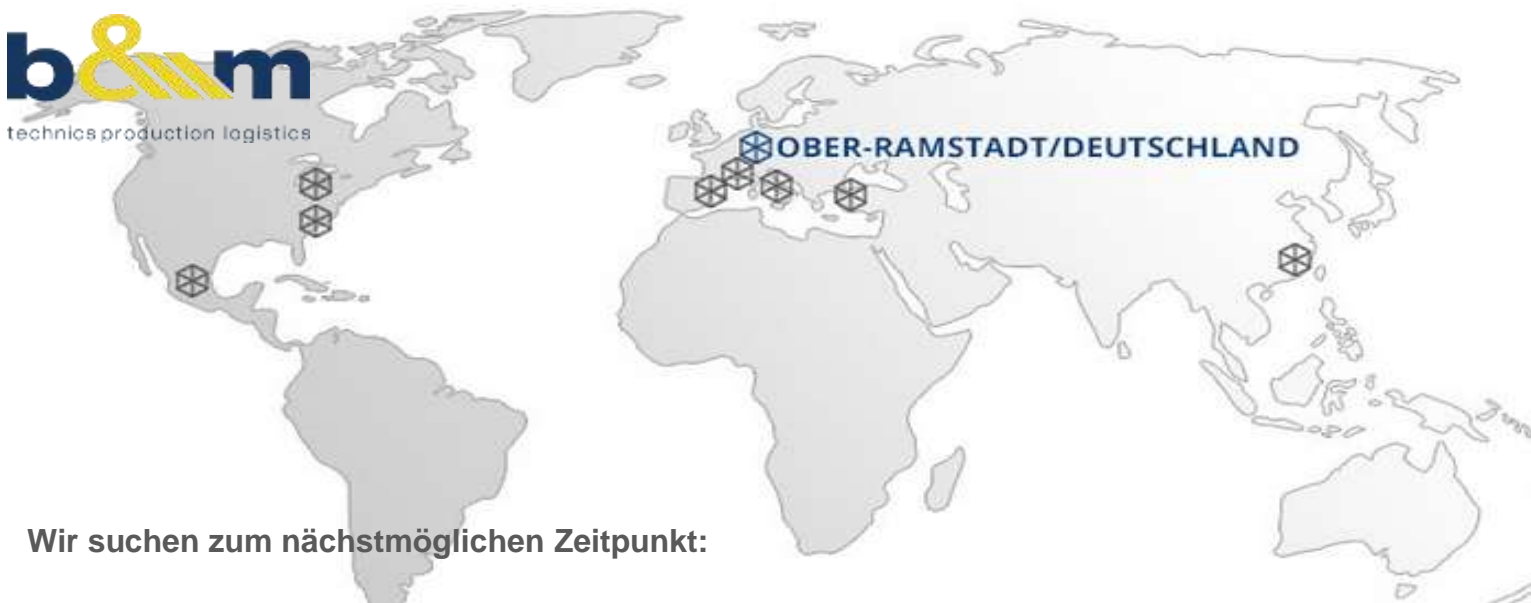 b&m
technics production logistics
OBER-RAMSTADT/DEUTSCHLAND
Wir suchen zum nächstmöglichen Zeitpunkt: